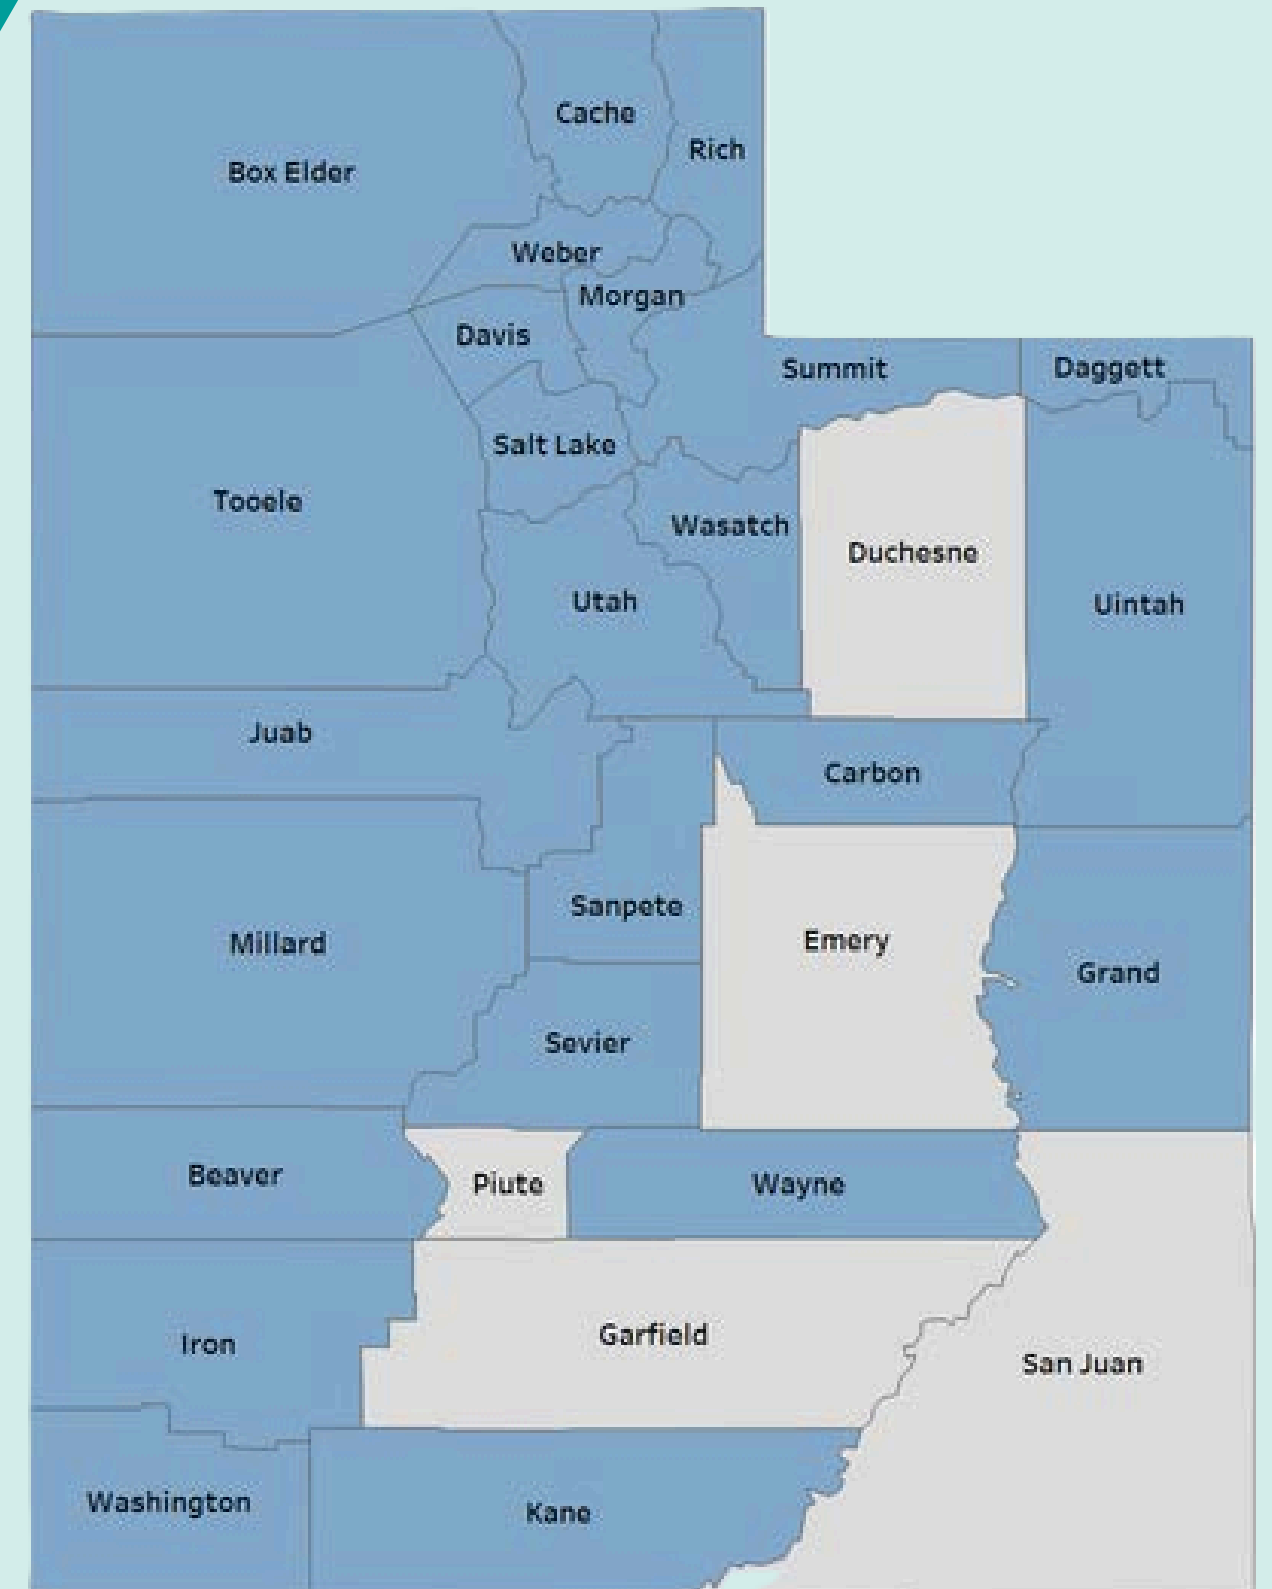 Cache
Rich
Box Elder
Weber
Morgan
Davis
Summit
Daggett
Salt Lake
Tooele
Wasatch
Duchesne
Utah
Uintah
Juab
Carbon
Sanpete
Millard
Emery
Grand
Sevier
Beaver
Piute
Wayne
Iron
Garfield
San Juan
Washington
Kane